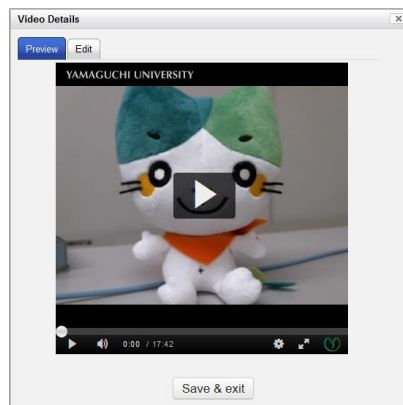 Video Details
Preview Edit
YAMAGUCHI UNIVERSITY
0:00 / 17:42
Save & exit